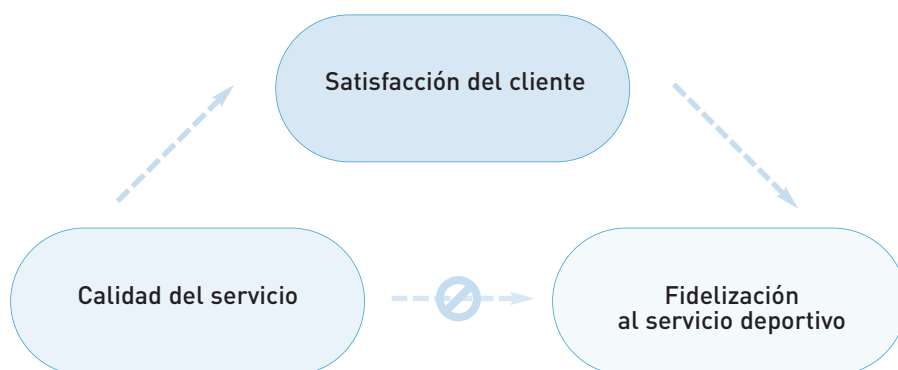 Satisfacción del cliente
Calidad del servicio
Fidelización
al servicio deportivo